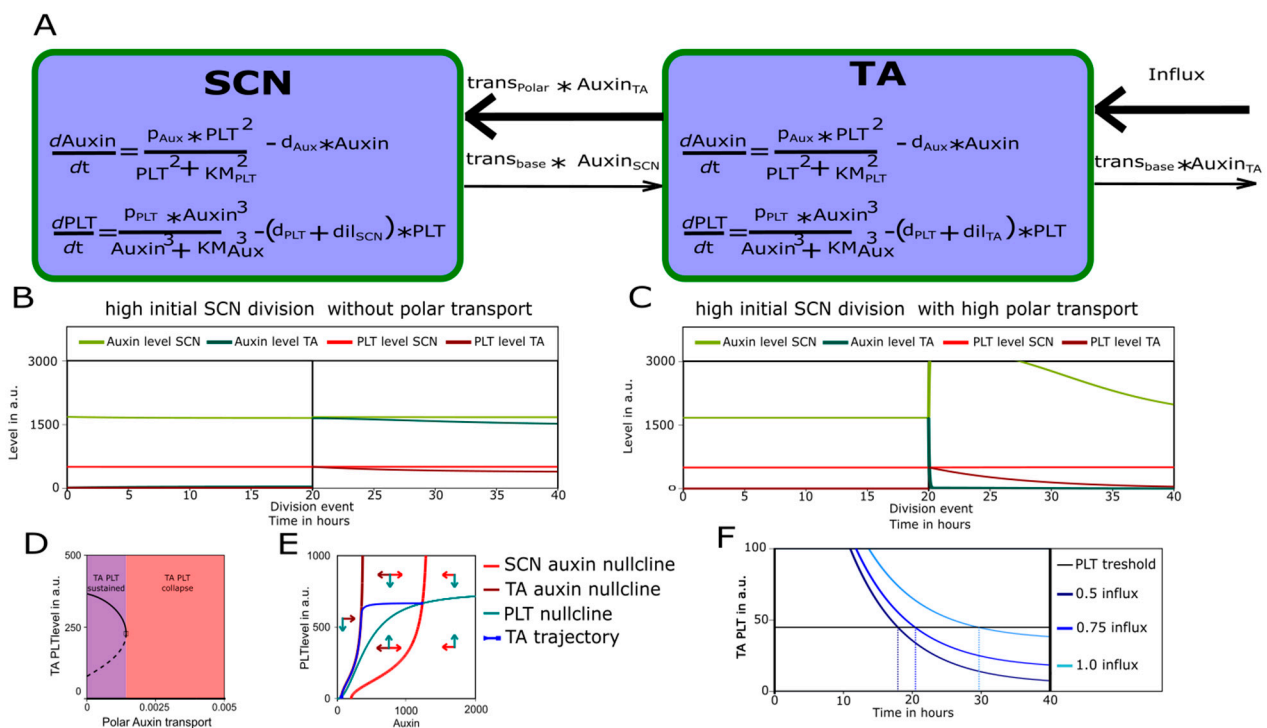 A
SCN
dAuxin/dt = p_Aux * PLT^2 / PLT^2 + KM_PLT^2 - d_Aux * Auxin
dPLT/dt = p_PLT * Auxin^3 / Auxin^3 + KM_Aux^3 - (d_PLT + dil_SCN) * PLT
trans_Polar * Auxin_TA
trans_base * Auxin_SCN
TA
dAuxin/dt = p_Aux * PLT^2 / PLT^2 + KM_PLT^2 - d_Aux * Auxin
dPLT/dt = p_PLT * Auxin^3 / Auxin^3 + KM_Aux^3 - (d_PLT + dil_TA) * PLT
Influx
trans_base * Auxin_TA
B
high initial SCN division without polar transport
Auxin level SCN Auxin level TA PLT level SCN PLT level TA
Level in a.u.
3000
1500
0
0 5 10 15 20 25 30 35 40
Division event
Time in hours
C
high initial SCN division with high polar transport
Auxin level SCN Auxin level TA PLT level SCN PLT level TA
Level in a.u.
3000
1500
0
0 5 10 15 20 25 30 35 40
Division event
Time in hours
D
TA PLTlevel in a.u.
500
250
0
TA PLT
sustained
TA PLT
collapse
0 0.0025 0.005
Polar Auxin transport
E
PLTlevel in a.u.
1000
500
0
0 1000 2000
Auxin
SCN auxin nullcline
TA auxin nullcline
PLT nullcline
TA trajectory
F
TA PLT in a.u.
100
50
0
0 10 20 30 40
Time in hours
PLT treshold
0.5 influx
0.75 influx
1.0 influx